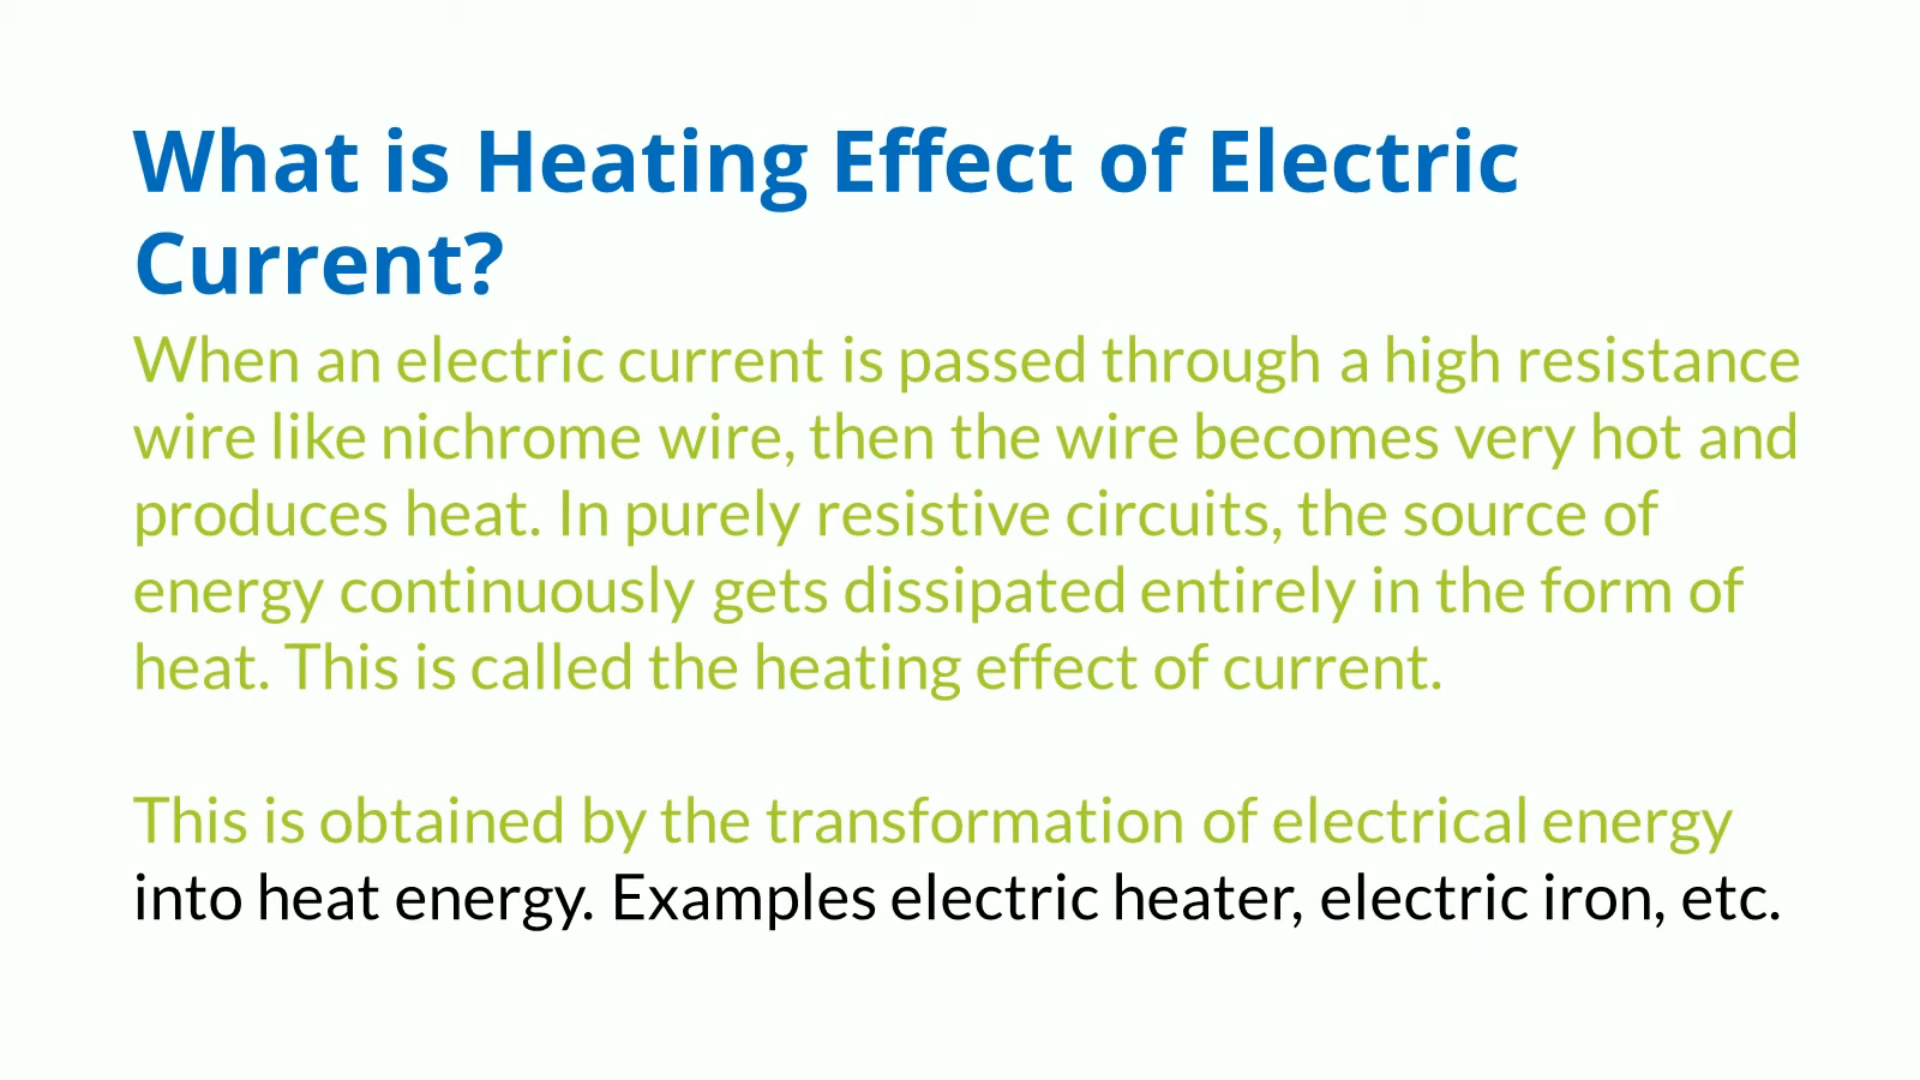 What is Heating Effect of Electric
Current?
When an electric current is passed through a high resistance
wire like nichrome wire, then the wire becomes very hot and
produces heat. In purely resistive circuits, the source of
energy continuously gets dissipated entirely in the form of
heat. This is called the heating effect of current.
This is obtained by the transformation of electrical energy
into heat energy. Examples electric heater, electric iron, etc.